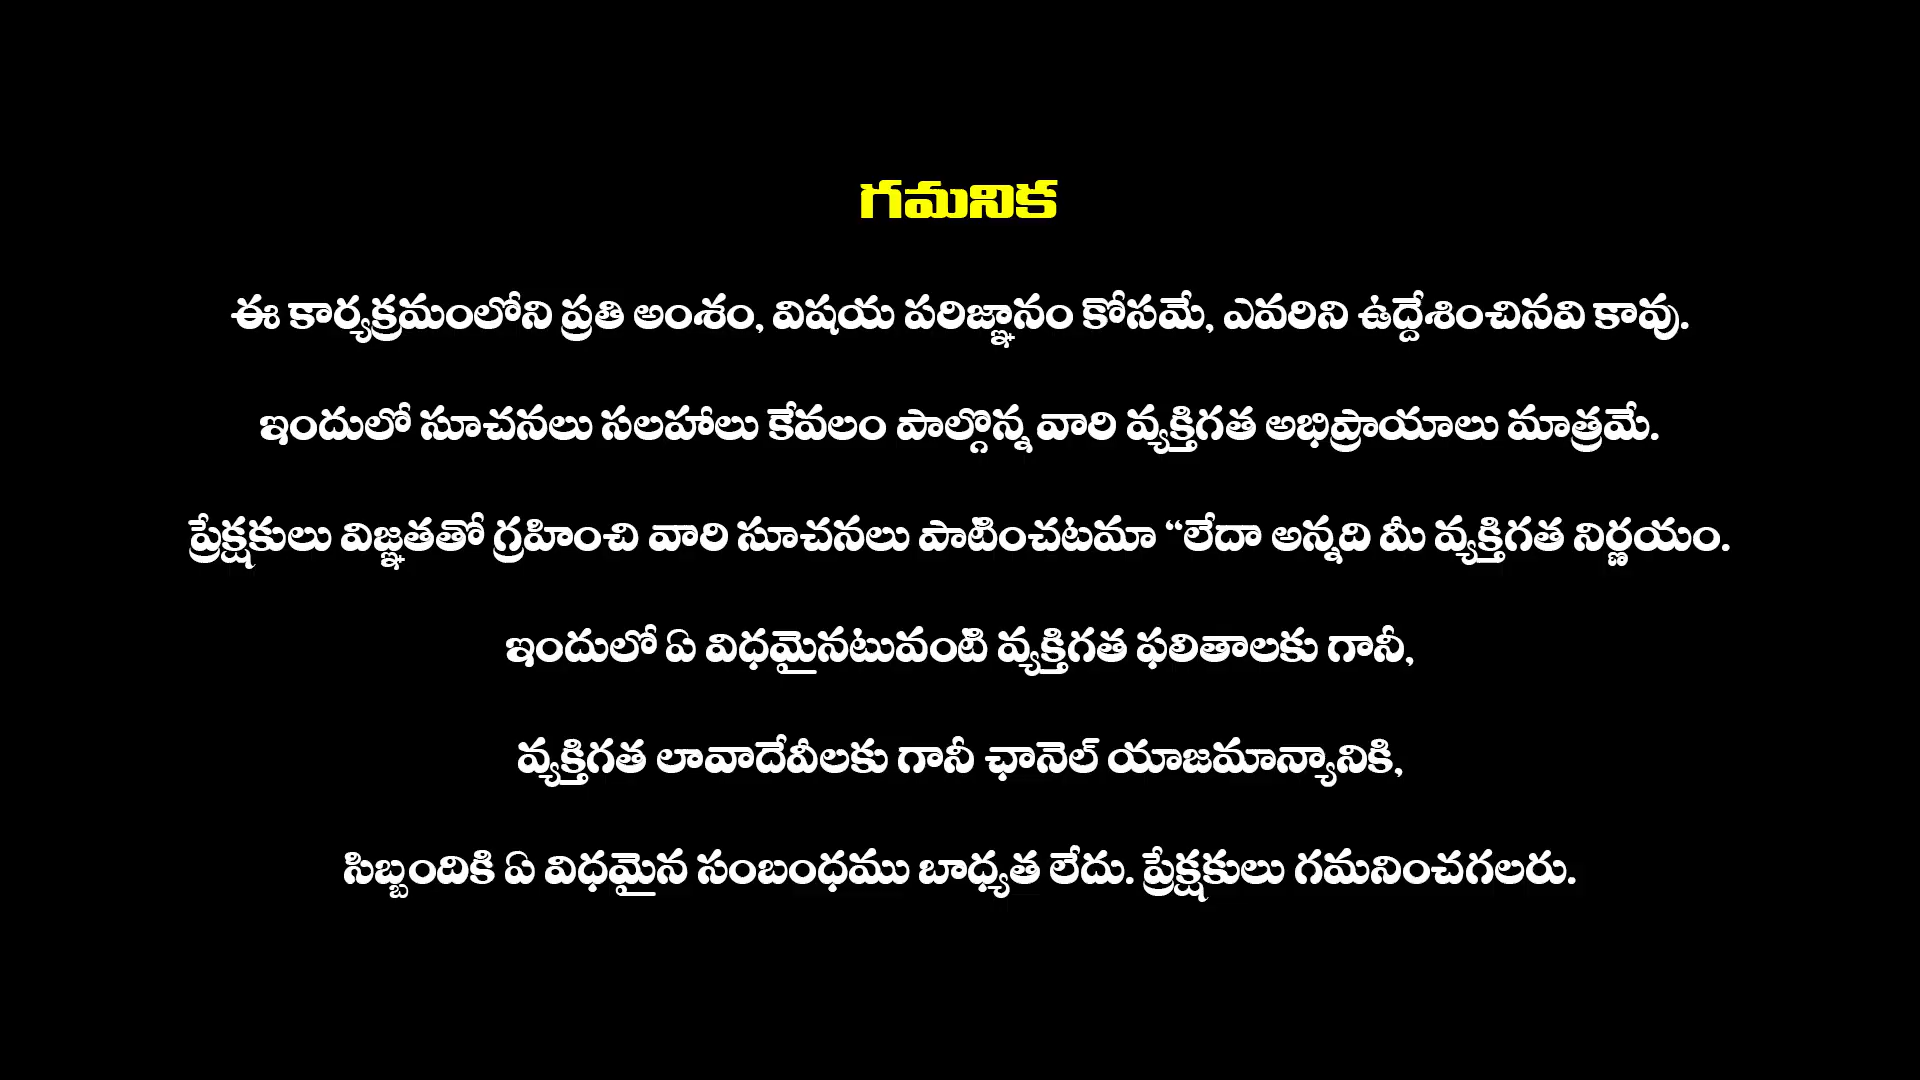 గమనిక
ఈ కార్యక్రమంలోని ప్రతి అంశం, విషయ పరిజ్ఞానం కోసమే, ఎవరిని ఉద్దేశించినవి కావు.
ఇందులో సూచనలు సలహాలు కేవలం పాల్గొన్న వారి వ్యక్తిగత అభిప్రాయాలు మాత్రమే.
ప్రేక్షకులు విజ్ఞతతో గ్రహించి వారి సూచనలు పాటించటమా “లేదా అన్నది మీ వ్యక్తిగత నిర్ణయం.
ఇందులో ఏ విధమైనటువంటి వ్యక్తిగత ఫలితాలకు గానీ,
వ్యక్తిగత లావాదేవీలకు గానీ ఛానెల్ యాజమాన్యానికి,
సిబ్బందికి ఏ విధమైన సంబంధము బాధ్యత లేదు. ప్రేక్షకులు గమనించగలరు.